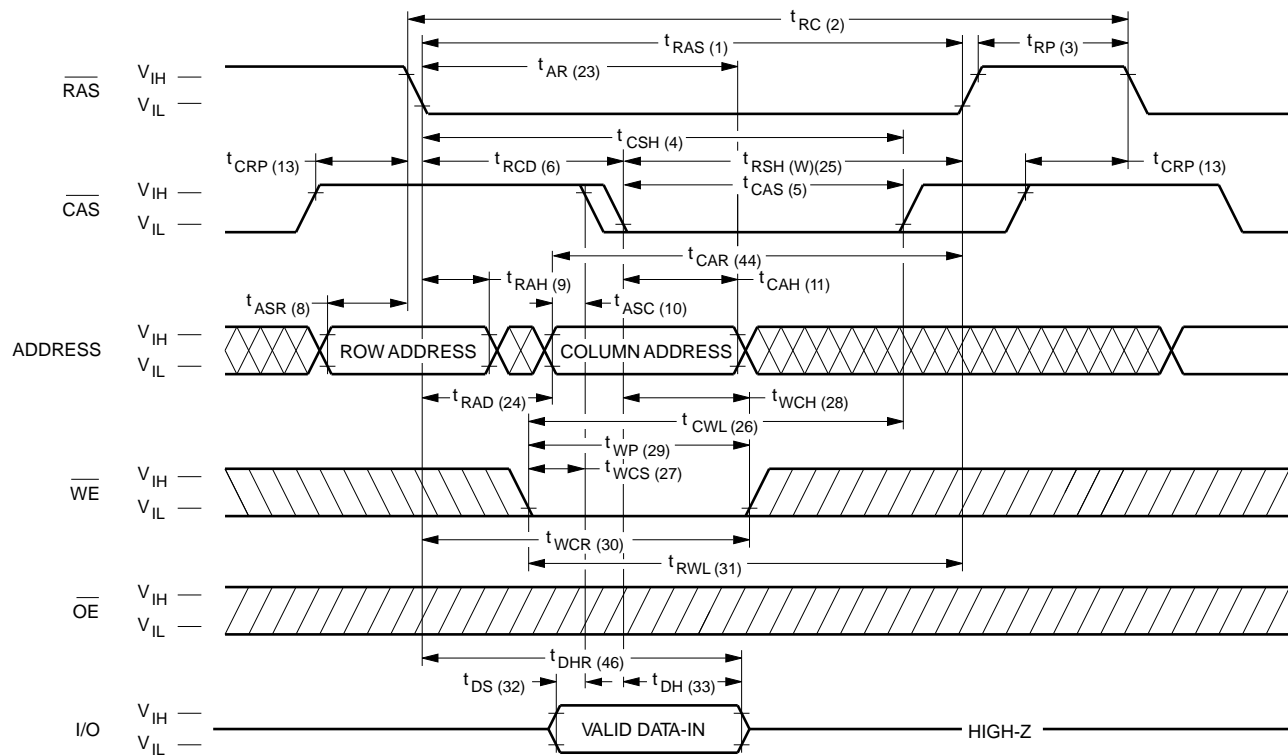 t RC (2)
t RAS (1)
t RP (3)
t AR (23)
RAS
V IH
V IL
t CSH (4)
t CRP (13)
t RCD (6)
t RSH (W)(25)
t CRP (13)
t CAS (5)
CAS
V IH
V IL
t CAR (44)
t RAH (9)
t CAH (11)
t ASR (8)
t ASC (10)
ADDRESS
V IH
V IL
ROW ADDRESS
COLUMN ADDRESS
t RAD (24)
t WCH (28)
t CWL (26)
t WP (29)
t WCS (27)
WE
V IH
V IL
t WCR (30)
t RWL (31)
OE
V IH
V IL
t DHR (46)
t DS (32)
t DH (33)
I/O
V IH
V IL
VALID DATA-IN
HIGH-Z